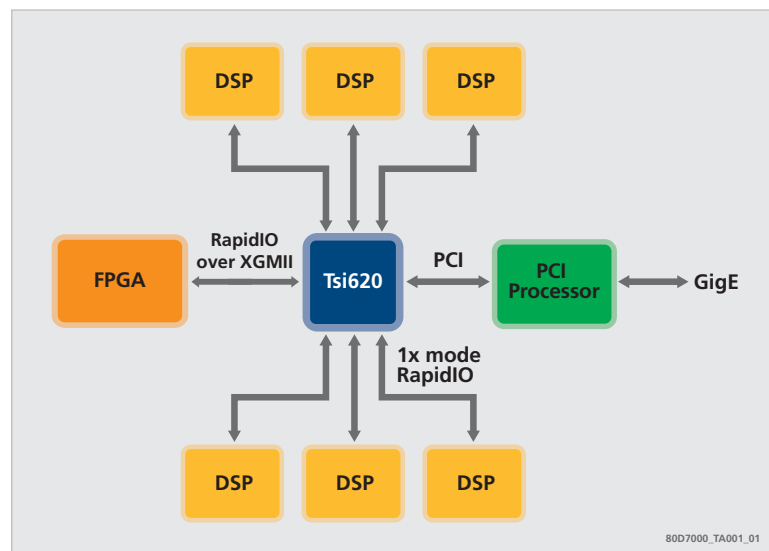 DSP
DSP
DSP
RapidIO
over XGMII
FPGA
Tsi620
PCI
PCI
Processor
GigE
1x mode
RapidIO
DSP
DSP
DSP
80D7000_TA001_01